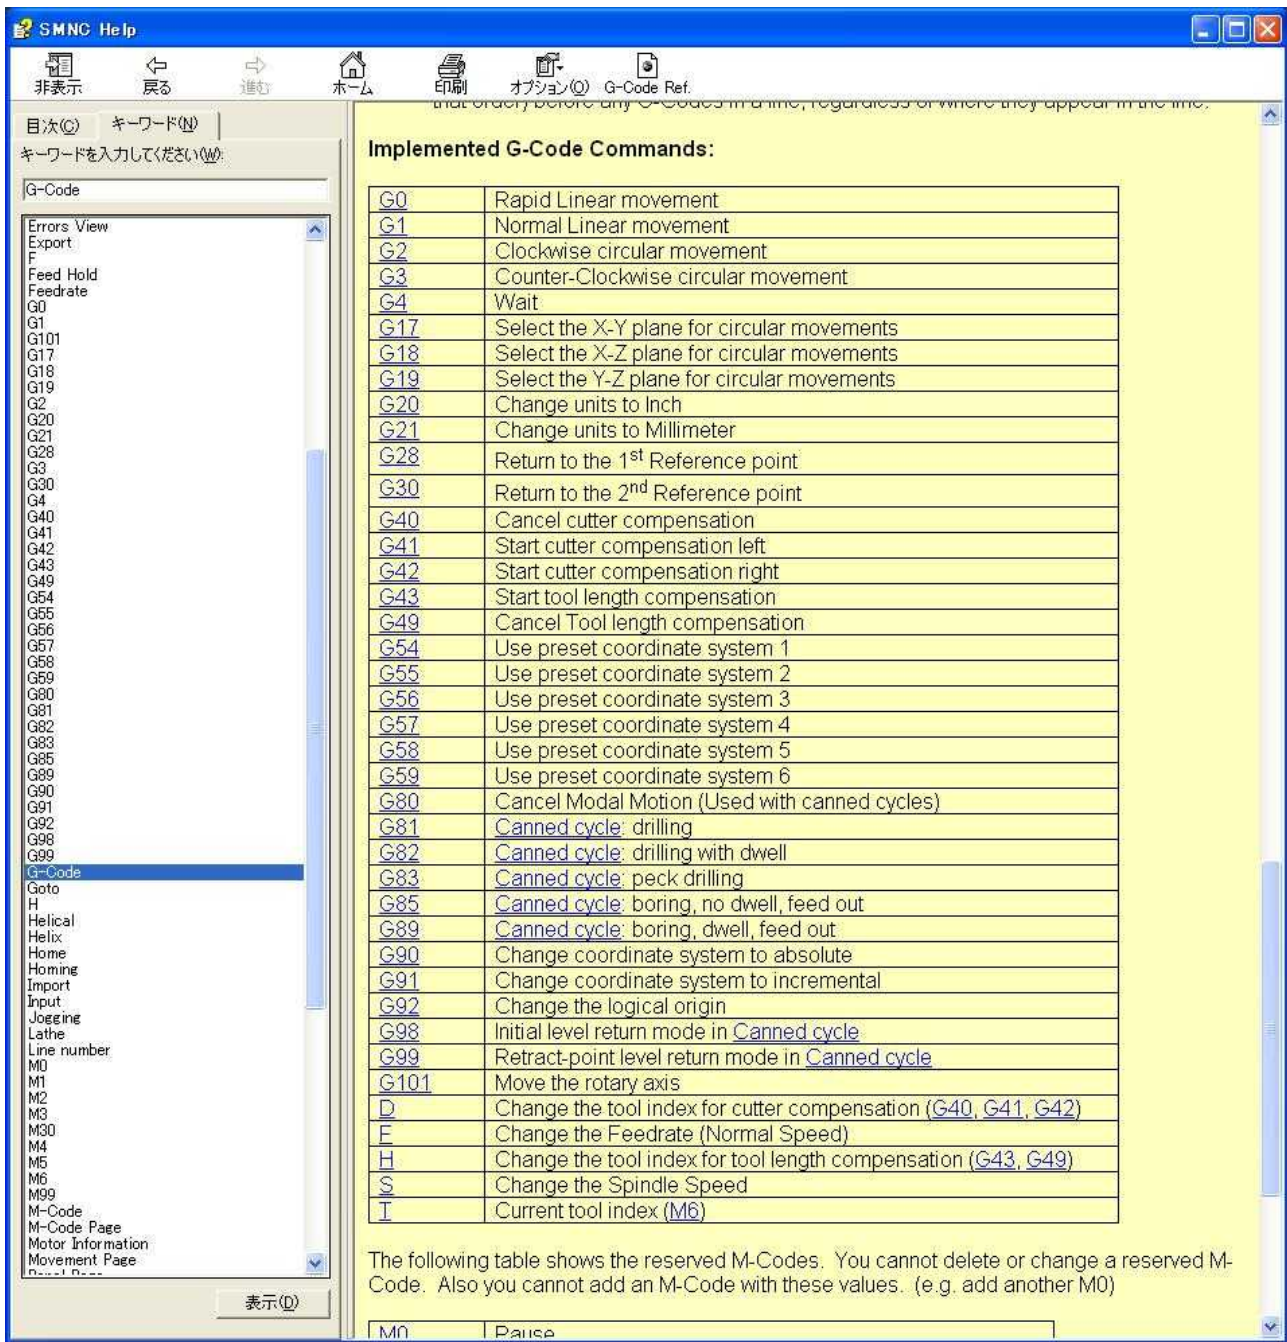 SMNC Help
非表示 戻る 進む ホーム 印刷 オプション(O) G-Code Ref.
目次(C) キーワード(N)
キーワードを入力してください(W):
G-Code
Errors View
Export
F
Feed Hold
Feedrate
G0
G1
G101
G17
G18
G19
G2
G20
G21
G28
G3
G30
G4
G40
G41
G42
G43
G49
G54
G55
G56
G57
G58
G59
G80
G81
G82
G83
G85
G89
G90
G91
G92
G98
G99
G-Code
Goto
H
Helical
Helix
Home
Homing
Import
Input
Jogging
Lathe
Line number
M0
M1
M2
M3
M30
M4
M5
M6
M99
M-Code
M-Code Page
Motor Information
Movement Page
表示(D)
that order) before any G-Codes in a line, regardless of where they appear in the line.
Implemented G-Code Commands:
G0 Rapid Linear movement
G1 Normal Linear movement
G2 Clockwise circular movement
G3 Counter-Clockwise circular movement
G4 Wait
G17 Select the X-Y plane for circular movements
G18 Select the X-Z plane for circular movements
G19 Select the Y-Z plane for circular movements
G20 Change units to Inch
G21 Change units to Millimeter
G28 Return to the 1st Reference point
G30 Return to the 2nd Reference point
G40 Cancel cutter compensation
G41 Start cutter compensation left
G42 Start cutter compensation right
G43 Start tool length compensation
G49 Cancel Tool length compensation
G54 Use preset coordinate system 1
G55 Use preset coordinate system 2
G56 Use preset coordinate system 3
G57 Use preset coordinate system 4
G58 Use preset coordinate system 5
G59 Use preset coordinate system 6
G80 Cancel Modal Motion (Used with canned cycles)
G81 Canned cycle: drilling
G82 Canned cycle: drilling with dwell
G83 Canned cycle: peck drilling
G85 Canned cycle: boring, no dwell, feed out
G89 Canned cycle: boring, dwell, feed out
G90 Change coordinate system to absolute
G91 Change coordinate system to incremental
G92 Change the logical origin
G98 Initial level return mode in Canned cycle
G99 Retract-point level return mode in Canned cycle
G101 Move the rotary axis
D Change the tool index for cutter compensation (G40, G41, G42)
F Change the Feedrate (Normal Speed)
H Change the tool index for tool length compensation (G43, G49)
S Change the Spindle Speed
T Current tool index (M6)
The following table shows the reserved M-Codes. You cannot delete or change a reserved M-
Code. Also you cannot add an M-Code with these values. (e.g. add another M0)
M0 Pause